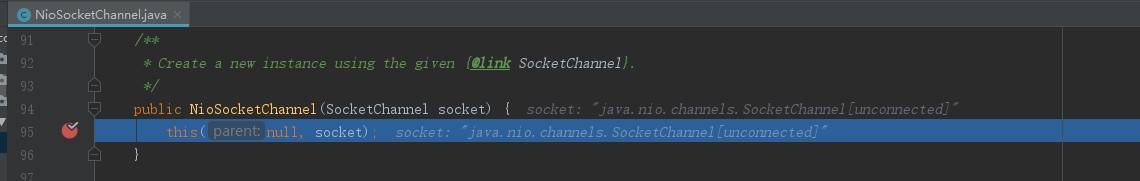 NioSocketChannel.java ×
91 /**
92 * Create a new instance using the given {@link SocketChannel}.
93 */
94 public NioSocketChannel(SocketChannel socket) { socket: "java.nio.channels.SocketChannel[unconnected]"
95 this( parent: null, socket); socket: "java.nio.channels.SocketChannel[unconnected]"
96 }
97